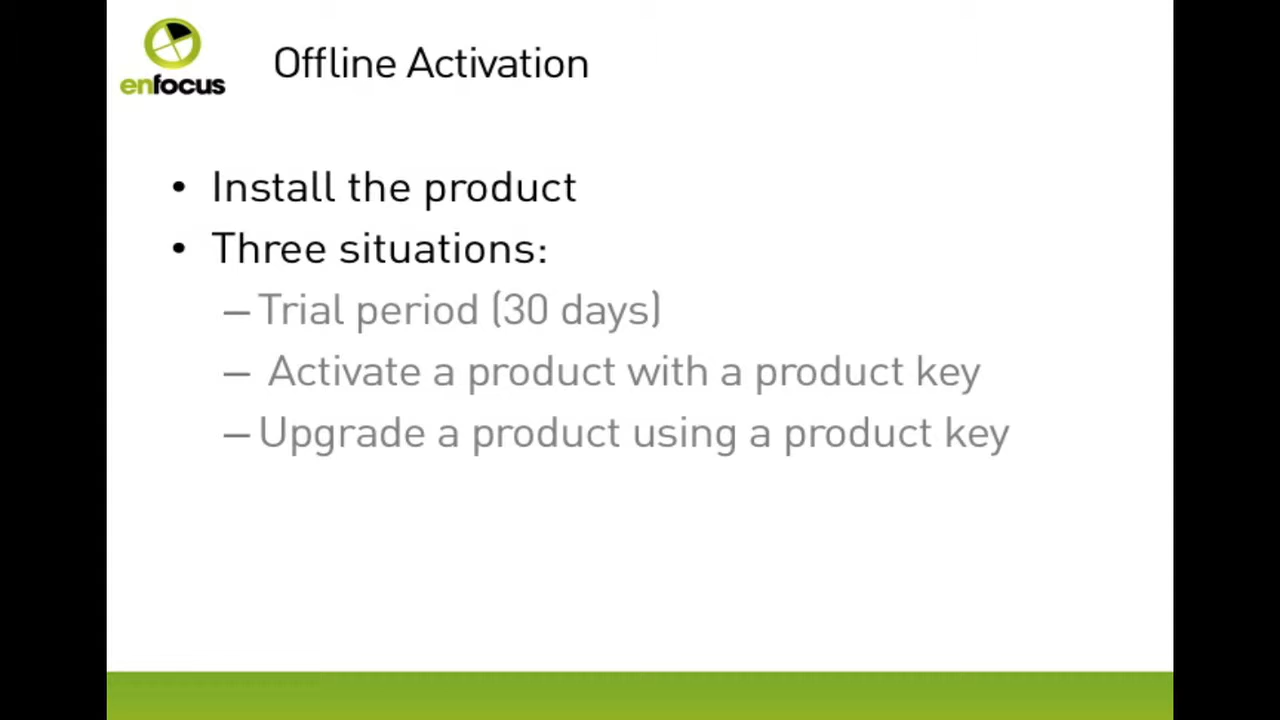 enfocus
Offline Activation
• Install the product
• Three situations:
– Trial period (30 days)
– Activate a product with a product key
– Upgrade a product using a product key